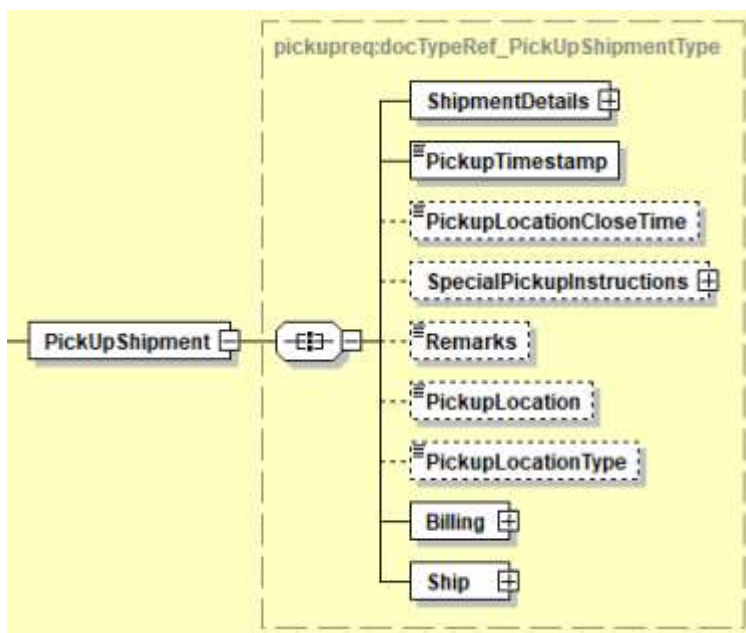 pickupreq:docTypeRef_PickUpShipmentType
ShipmentDetails
PickupTimestamp
PickupLocationCloseTime
SpecialPickupInstructions
PickUpShipment
Remarks
PickupLocation
PickupLocationType
Billing
Ship